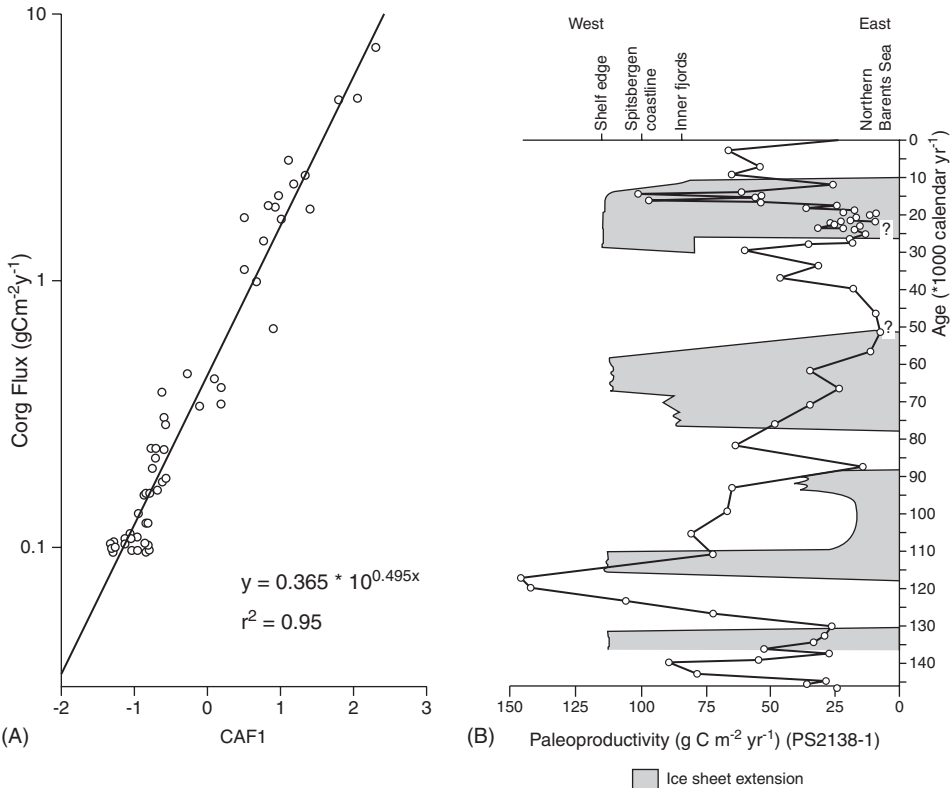 10
1
0.1
Corg Flux (gCm-2y-1)
y = 0.365 * 10^0.495x
r^2 = 0.95
-2 -1 0 1 2 3
(A)
CAF1
West
East
Shelf edge
Spitsbergen
coastline
Inner fjords
Northern
Barents Sea
0
10
20
30
40
50
60
70
80
90
100
110
120
130
140
?
?
Age (*1000 calendar yr-1)
150 125 100 75 50 25 0
(B)
Paleoproductivity (g C m-2 yr-1) (PS2138-1)
Ice sheet extension